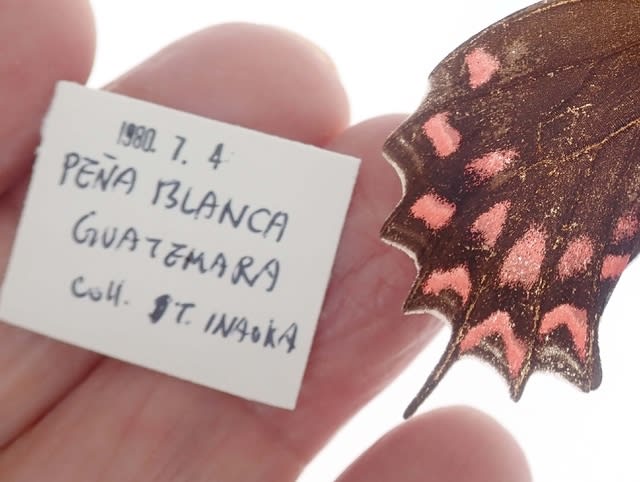 1980. 7. 4
PEÑA BLANCA
GUATEMARA
Coll. T. INAOKA